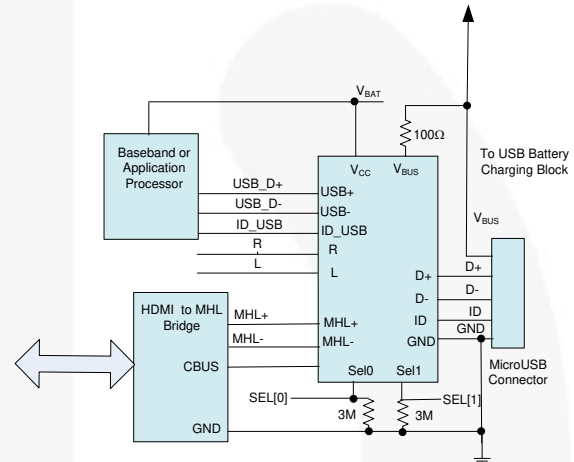 V_BAT
100Ω
Baseband or
Application
Processor
V_CC
V_BUS
To USB Battery
Charging Block
USB_D+
USB+
USB_D-
USB-
ID_USB
ID_USB
R
R
L
L
V_BUS
D+
D+
D-
D-
ID
ID
GND
GND
HDMI to MHL
Bridge
MHL+
MHL+
MHL-
MHL-
CBUS
MicroUSB
Connector
Sel0
Sel1
SEL[0]
SEL[1]
3M
3M
GND